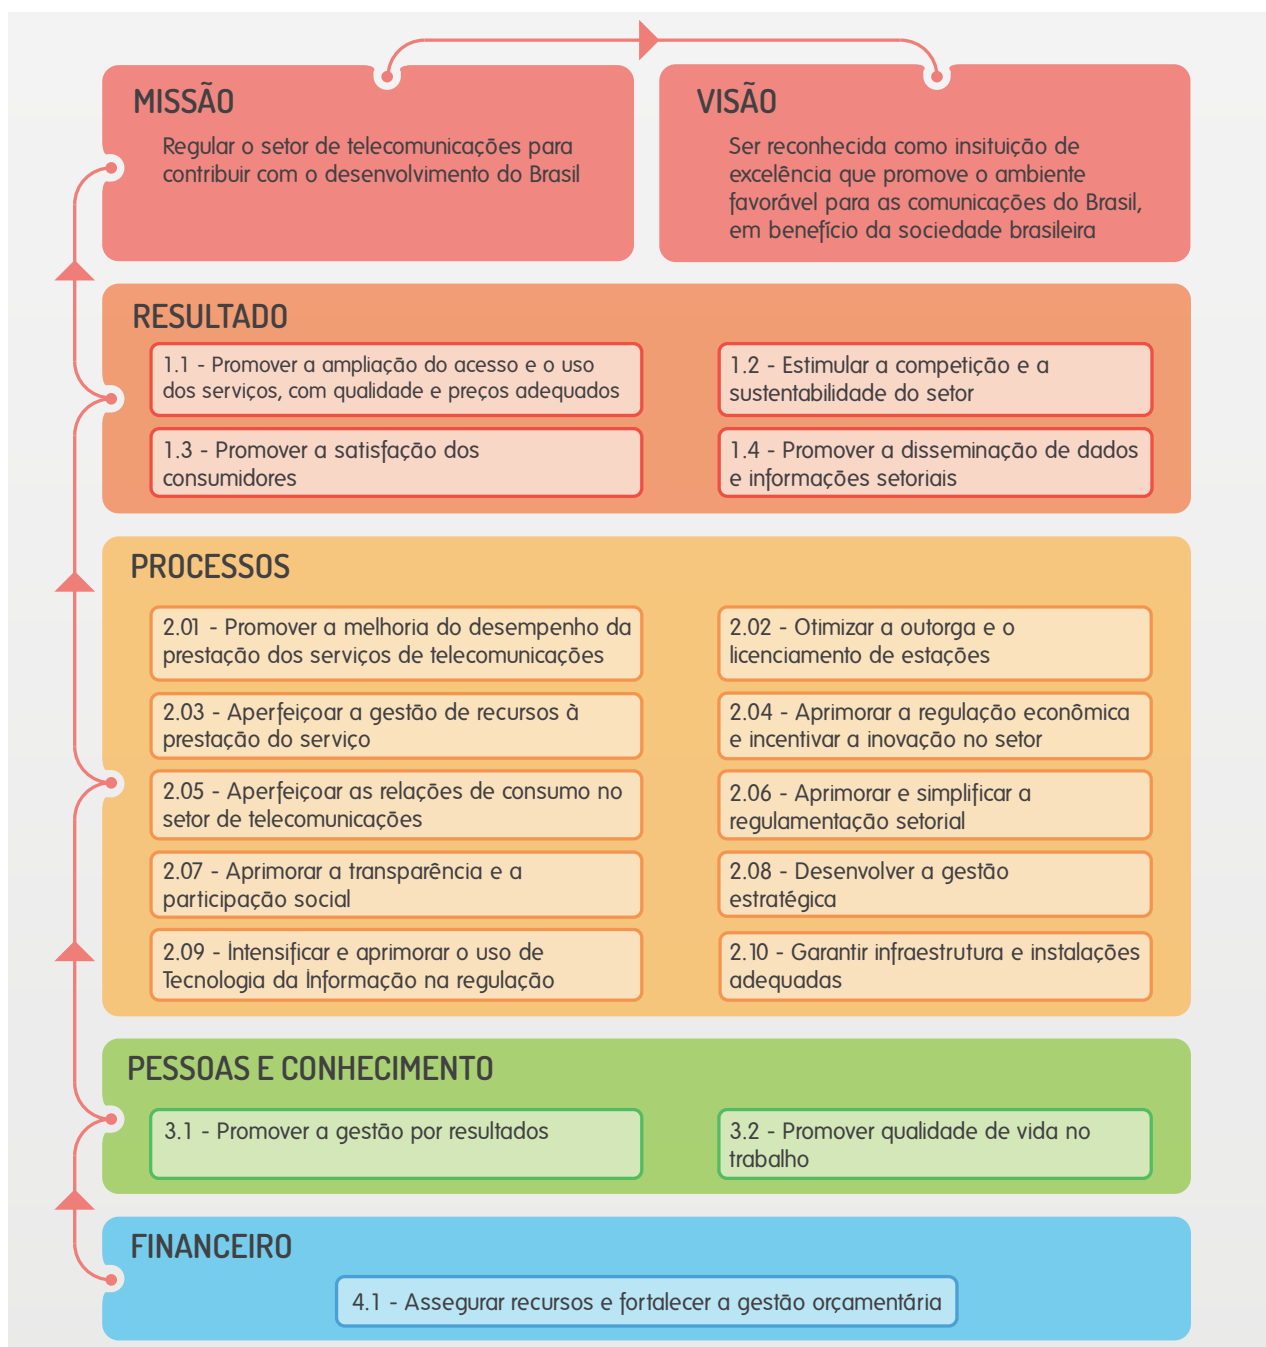 MISSÃO
Regular o setor de telecomunicações para
contribuir com o desenvolvimento do Brasil
VISÃO
Ser reconhecida como insituição de
excelência que promove o ambiente
favorável para as comunicações do Brasil,
em benefício da sociedade brasileira
RESULTADO
1.1 - Promover a ampliação do acesso e o uso
dos serviços, com qualidade e preços adequados
1.2 - Estimular a competição e a
sustentabilidade do setor
1.3 - Promover a satisfação dos
consumidores
1.4 - Promover a disseminação de dados
e informações setoriais
PROCESSOS
2.01 - Promover a melhoria do desempenho da
prestação dos serviços de telecomunicações
2.02 - Otimizar a outorga e o
licenciamento de estações
2.03 - Aperfeiçoar a gestão de recursos à
prestação do serviço
2.04 - Aprimorar a regulação econômica
e incentivar a inovação no setor
2.05 - Aperfeiçoar as relações de consumo no
setor de telecomunicações
2.06 - Aprimorar e simplificar a
regulamentação setorial
2.07 - Aprimorar a transparência e a
participação social
2.08 - Desenvolver a gestão
estratégica
2.09 - Intensificar e aprimorar o uso de
Tecnologia da Informação na regulação
2.10 - Garantir infraestrutura e instalações
adequadas
PESSOAS E CONHECIMENTO
3.1 - Promover a gestão por resultados
3.2 - Promover qualidade de vida no
trabalho
FINANCEIRO
4.1 - Assegurar recursos e fortalecer a gestão orçamentária